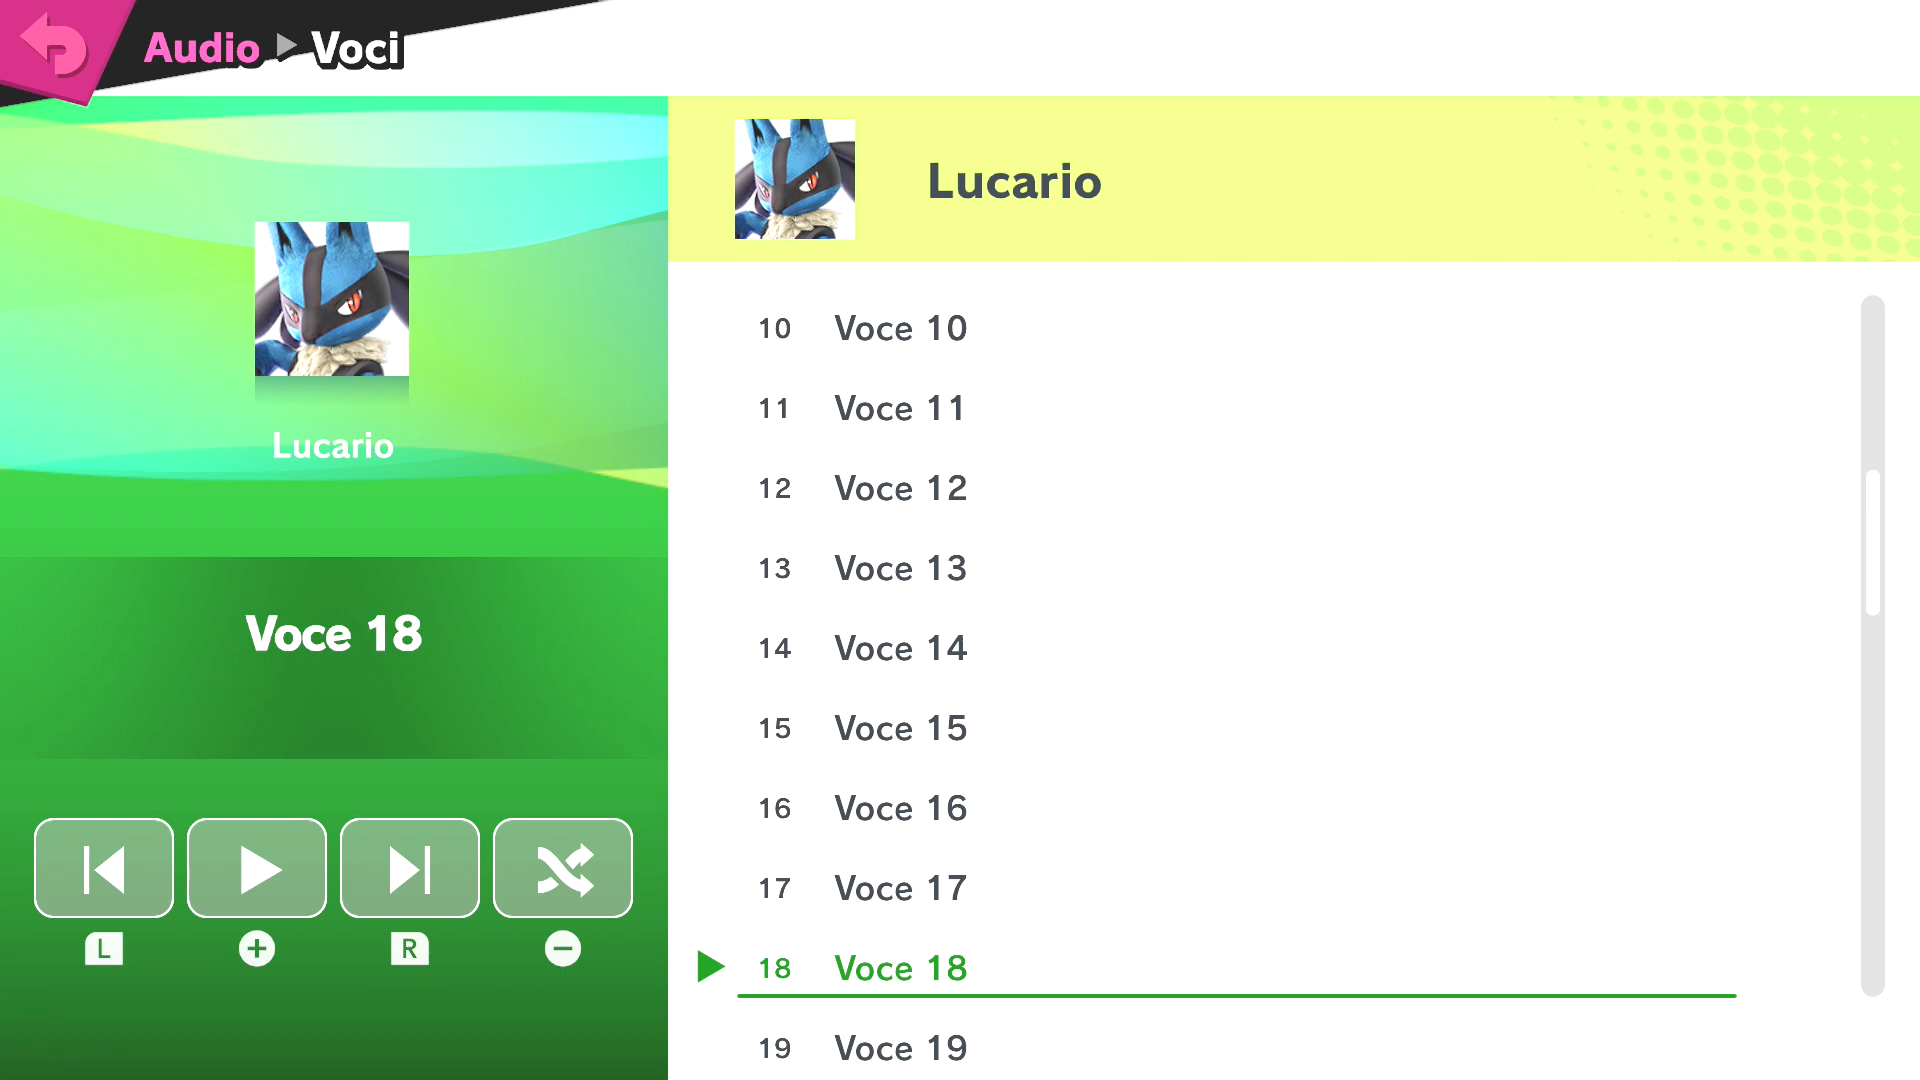 Audio ▶ Voci
Lucario
Voce 18
L + R −
Lucario
10 Voce 10
11 Voce 11
12 Voce 12
13 Voce 13
14 Voce 14
15 Voce 15
16 Voce 16
17 Voce 17
18 Voce 18
19 Voce 19